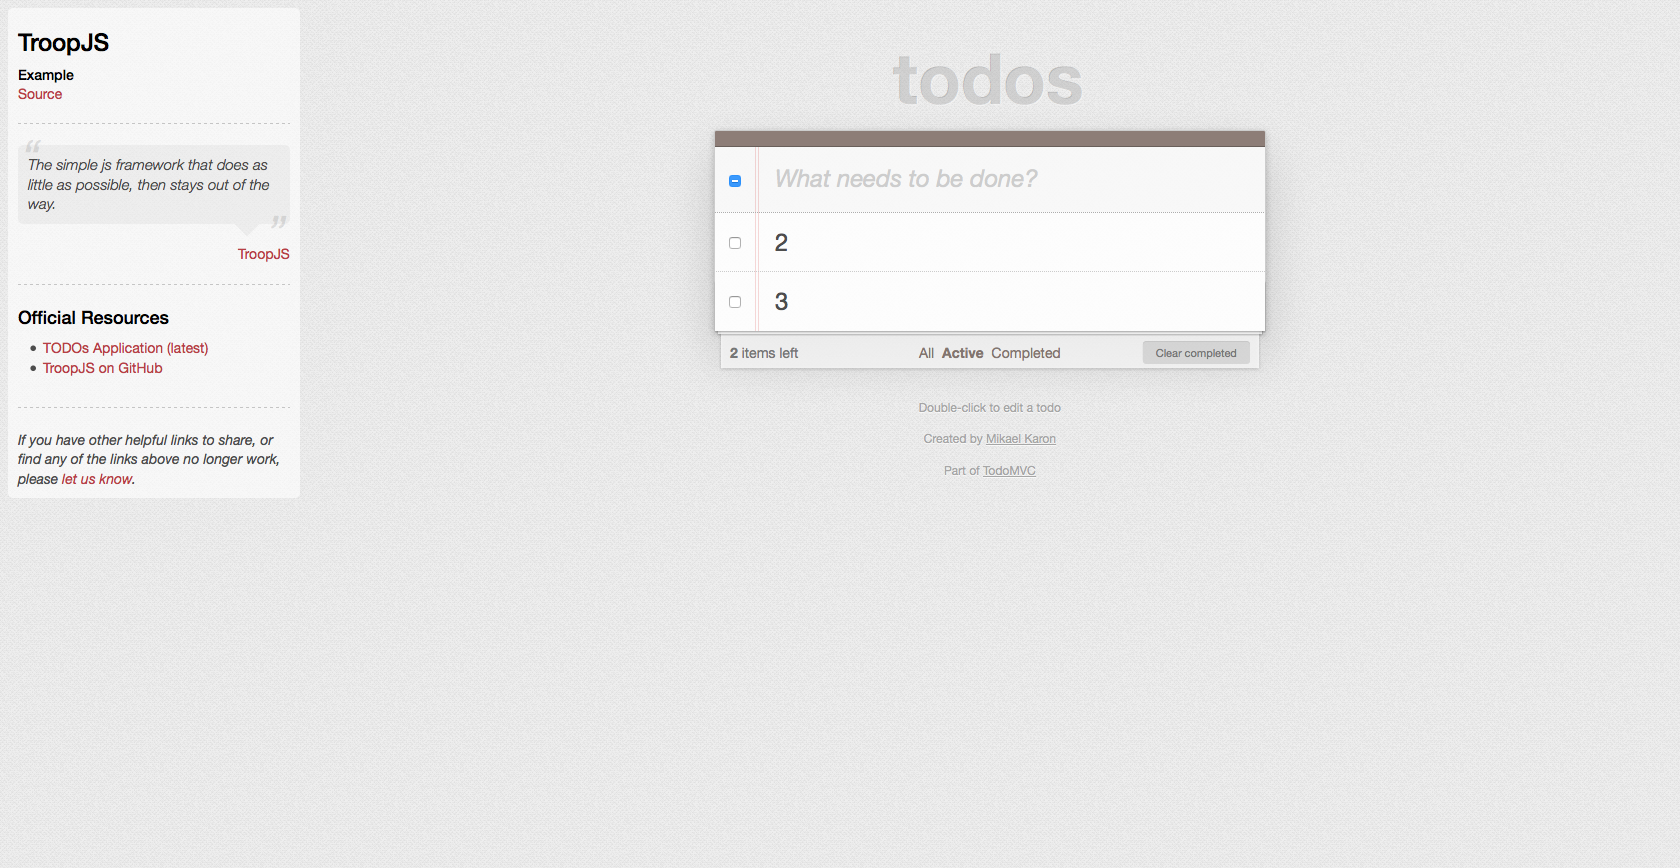 TroopJS
Example
Source
“
The simple js framework that does as
little as possible, then stays out of the
way.
”
TroopJS
Official Resources
• TODOs Application (latest)
• TroopJS on GitHub
If you have other helpful links to share, or
find any of the links above no longer work,
please let us know.
todos
What needs to be done?
2
3
2 items left All Active Completed Clear completed
Double-click to edit a todo
Created by Mikael Karon
Part of TodoMVC